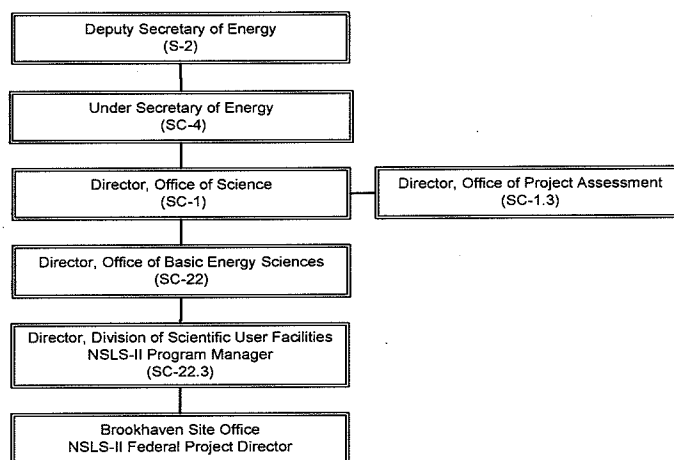 Deputy Secretary of Energy
(S-2)
Under Secretary of Energy
(SC-4)
Director, Office of Science
(SC-1)
Director, Office of Project Assessment
(SC-1.3)
Director, Office of Basic Energy Sciences
(SC-22)
Director, Division of Scientific User Facilities
NSLS-II Program Manager
(SC-22.3)
Brookhaven Site Office
NSLS-II Federal Project Director